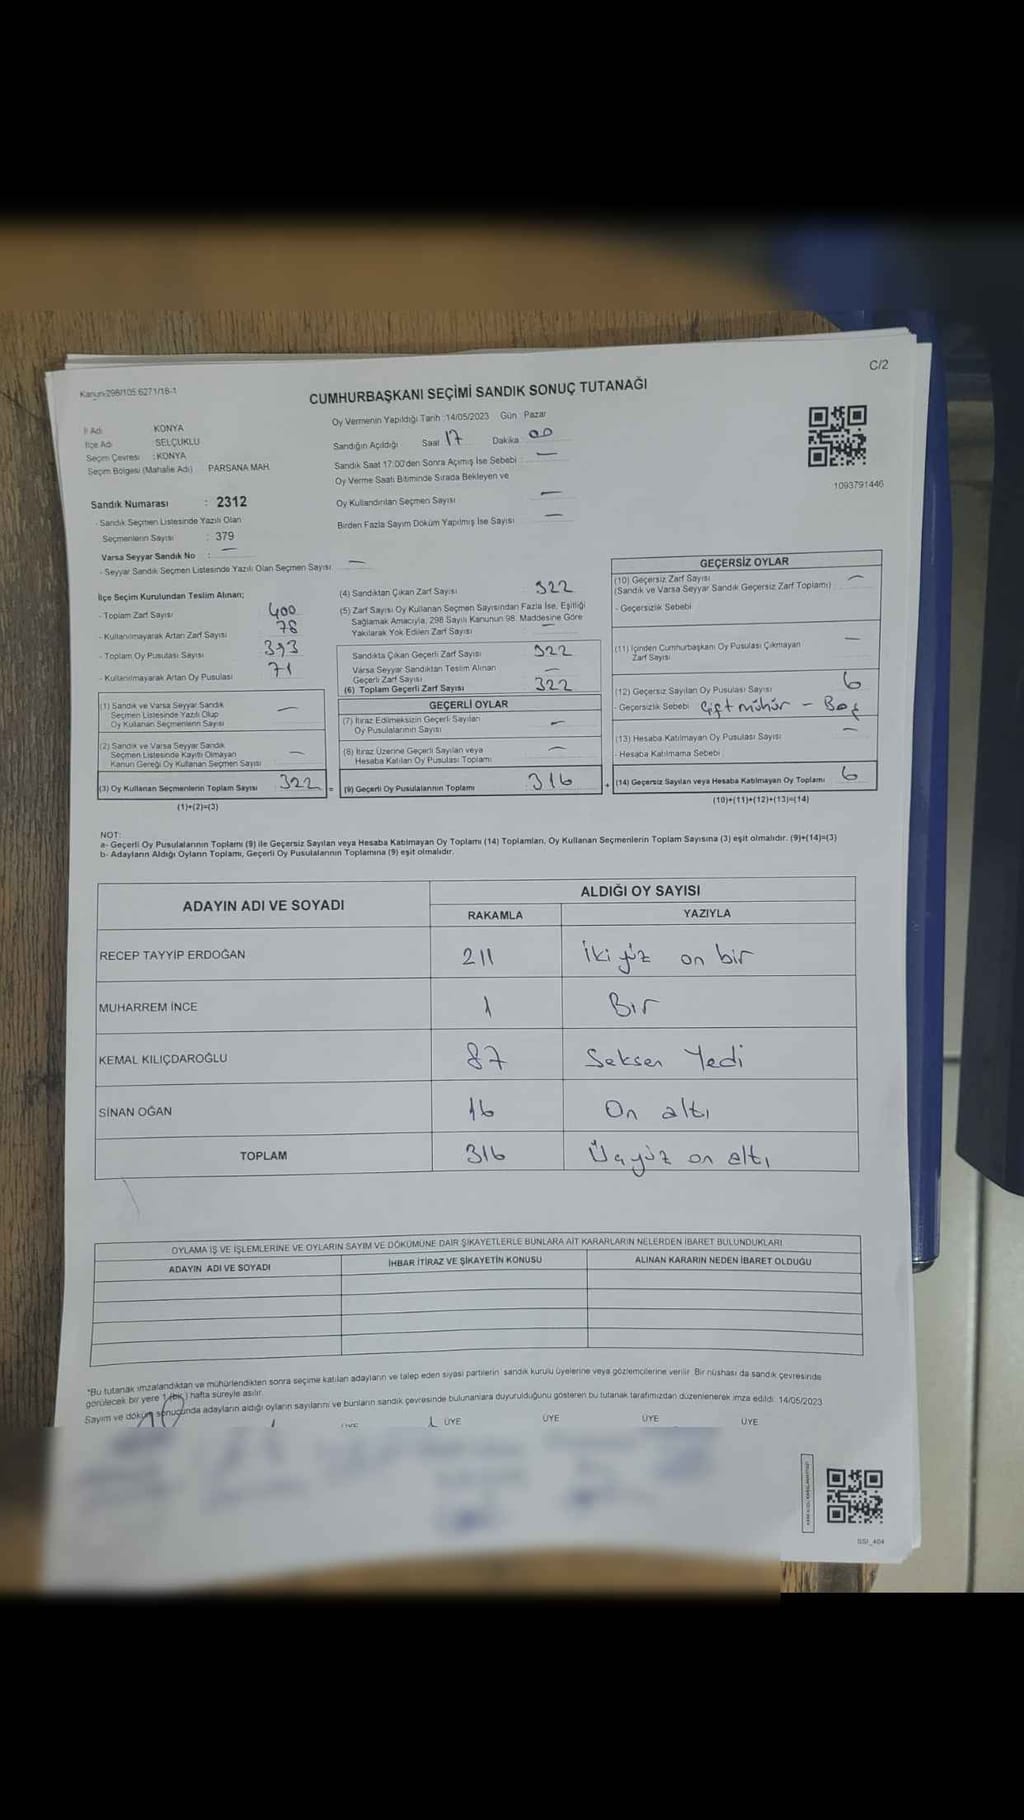 Kanun/298/105.6271/16-1
C/2
CUMHURBAŞKANI SEÇİMİ SANDIK SONUÇ TUTANAĞI
İl Adı KONYA
İlçe Adı SELÇUKLU
Seçim Çevresi :KONYA
Seçim Bölgesi (Mahalle Adı) PARSANA MAH.
Oy Vermenin Yapıldığı Tarih :14/05/2023 Gün Pazar
Sandığın Açıldığı Saat 17 Dakika 00
Sandık Saat 17:00'den Sonra Açımış İse Sebebi : —
Oy Verme Saati Bitiminde Sırada Bekleyen ve
Oy Kullandırılan Seçmen Sayısı —
Birden Fazla Sayım Döküm Yapılmış İse Sayısı —
1093791446
Sandık Numarası : 2312
- Sandık Seçmen Listesinde Yazılı Olan
Seçmenlerin Sayısı : 379
Varsa Seyyar Sandık No : —
- Seyyar Sandık Seçmen Listesinde Yazılı Olan Seçmen Sayısı —
İlçe Seçim Kurulundan Teslim Alınan;
- Toplam Zarf Sayısı 400
- Kullanılmayarak Artan Zarf Sayısı 78
- Toplam Oy Pusulası Sayısı 393
- Kullanılmayarak Artan Oy Pusulası 71
(1) Sandık ve Varsa Seyyar Sandık
Seçmen Listesinde Yazılı Olup
Oy Kullanan Seçmenlerin Sayısı —
(2) Sandık ve Varsa Seyyar Sandık
Seçmen Listesinde Kayıtlı Olmayan
Kanun Gereği Oy Kullanan Seçmen Sayısı —
(3) Oy Kullanan Seçmenlerin Toplam Sayısı 322 =
(1)+(2)=(3)
(4) Sandıktan Çıkan Zarf Sayısı 322
(5) Zarf Sayısı Oy Kullanan Seçmen Sayısından Fazla İse, Eşitliği
Sağlamak Amacıyla, 298 Sayılı Kanunun 98. Maddesine Göre
Yakılarak Yok Edilen Zarf Sayısı —
Sandıkta Çıkan Geçerli Zarf Sayısı 322
Varsa Seyyar Sandıktan Teslim Alınan
Geçerli Zarf Sayısı —
(6) Toplam Geçerli Zarf Sayısı 322
GEÇERLİ OYLAR
(7) İtiraz Edilmeksizin Geçerli Sayılan
Oy Pusulalarının Sayısı —
(8) İtiraz Üzerine Geçerli Sayılan veya
Hesaba Katılan Oy Pusulası Toplamı —
(9) Geçerli Oy Pusulalarının Toplamı 316 +
GEÇERSİZ OYLAR
(10) Geçersiz Zarf Sayısı —
(Sandık ve Varsa Seyyar Sandık Geçersiz Zarf Toplamı)
- Geçersizlik Sebebi
(11) İçinden Cumhurbaşkanı Oy Pusulası Çıkmayan
Zarf Sayısı —
(12) Geçersiz Sayılan Oy Pusulası Sayısı 6
- Geçersizlik Sebebi Çift mühür - Boş
(13) Hesaba Katılmayan Oy Pusulası Sayısı —
- Hesaba Katılmama Sebebi
(14) Geçersiz Sayılan veya Hesaba Katılmayan Oy Toplamı 6
(10)+(11)+(12)+(13)=(14)
NOT:
a- Geçerli Oy Pusulalarının Toplamı (9) ile Geçersiz Sayılan veya Hesaba Katılmayan Oy Toplamı (14) Toplamları, Oy Kullanan Seçmenlerin Toplam Sayısına (3) eşit olmalıdır. (9)+(14)=(3)
b- Adayların Aldığı Oyların Toplamı, Geçerli Oy Pusulalarının Toplamına (9) eşit olmalıdır.
ADAYIN ADI VE SOYADI ALDIĞI OY SAYISI
RAKAMLA YAZIYLA
RECEP TAYYİP ERDOĞAN 211 iki yüz on bir
MUHARREM İNCE 1 Bir
KEMAL KILIÇDAROĞLU 87 Seksen Yedi
SİNAN OĞAN 16 On altı
TOPLAM 316 Üçyüz on altı
OYLAMA İŞ VE İŞLEMLERİNE VE OYLARIN SAYIM VE DÖKÜMÜNE DAİR ŞİKAYETLERLE BUNLARA AİT KARARLARIN NELERDEN İBARET BULUNDUKLARI
ADAYIN ADI VE SOYADI İHBAR İTİRAZ VE ŞİKAYETİN KONUSU ALINAN KARARIN NEDEN İBARET OLDUĞU
*Bu tutanak imzalandıktan ve mühürlendikten sonra seçime katılan adayların ve talep eden siyasi partilerin sandık kurulu üyelerine veya gözlemcilerine verilir. Bir nüshası da sandık çevresinde
görülecek bir yere 1 (bir) hafta süreyle asılır.
Sayım ve döküm sonucunda adayların aldığı oyların sayılarını ve bunların sandık çevresinde bulunanlara duyurulduğunu gösteren bu tutanak tarafımızdan düzenlenerek imza edildi. 14/05/2023
ÜYE ÜYE ÜYE ÜYE ÜYE
SSI_404